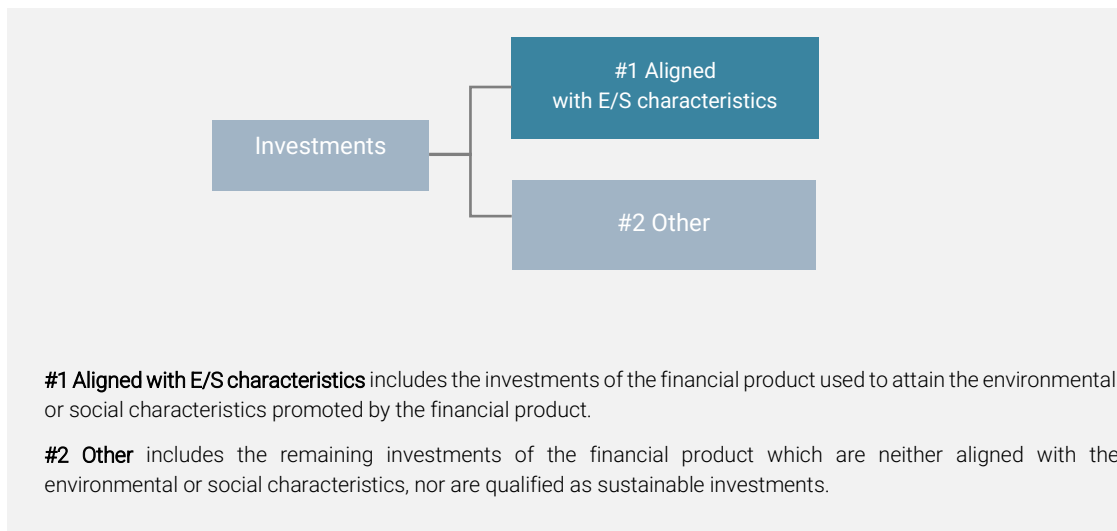 #1 Aligned
with E/S characteristics
Investments
#2 Other
#1 Aligned with E/S characteristics includes the investments of the financial product used to attain the environmental
or social characteristics promoted by the financial product.
#2 Other includes the remaining investments of the financial product which are neither aligned with the
environmental or social characteristics, nor are qualified as sustainable investments.